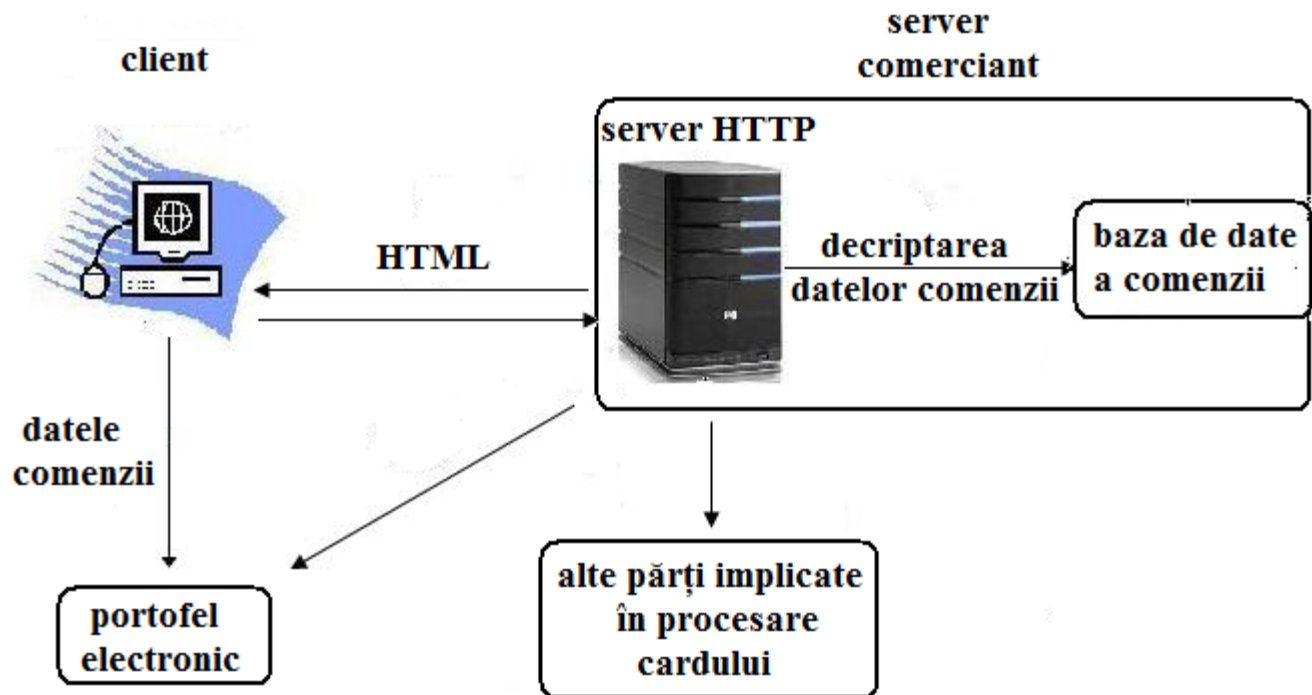 client
server
comerciant
server HTTP
HTML
decriptarea
datelor comenzii
baza de date
a comenzii
datele
comenzii
portofel
electronic
alte părți implicate
în procesare
cardului